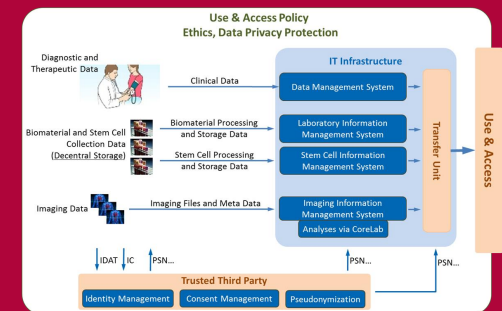 Use & Access Policy
Ethics, Data Privacy Protection
Diagnostic and
Therapeutic Data
Clinical Data
IT Infrastructure
Data Management System
Biomaterial and Stem Cell
Collection Data
(Decentral Storage)
Biomaterial Processing
and Storage Data
Laboratory Information
Management System
Stem Cell Processing
and Storage Data
Stem Cell Information
Management System
Imaging Data
Imaging Files and Meta Data
Imaging Information
Management System
Analyses via CoreLab
Transfer Unit
Use & Access
IDAT
IC
PSN...
PSN...
PSN...
Trusted Third Party
Identity Management
Consent Management
Pseudonymization